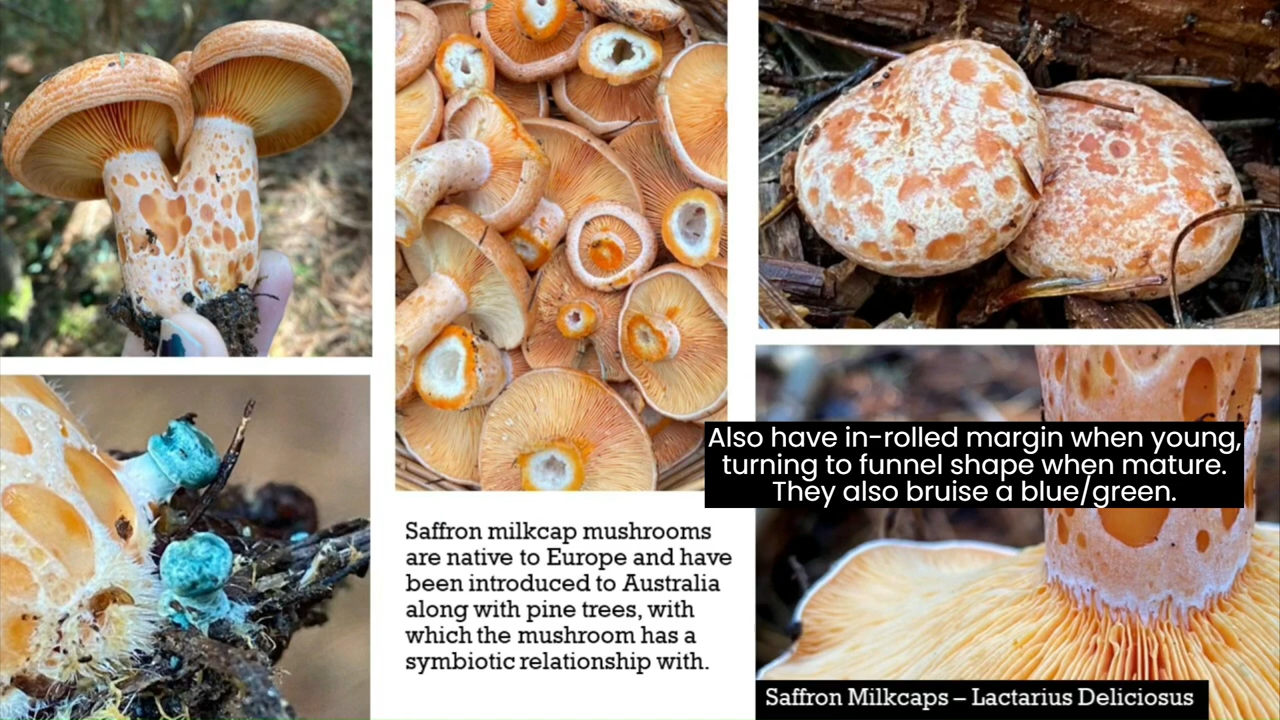 Also have in-rolled margin when young,
turning to funnel shape when mature.
They also bruise a blue/green.
Saffron milkcap mushrooms
are native to Europe and have
been introduced to Australia
along with pine trees, with
which the mushroom has a
symbiotic relationship with.
Saffron Milkcaps – Lactarius Deliciosus